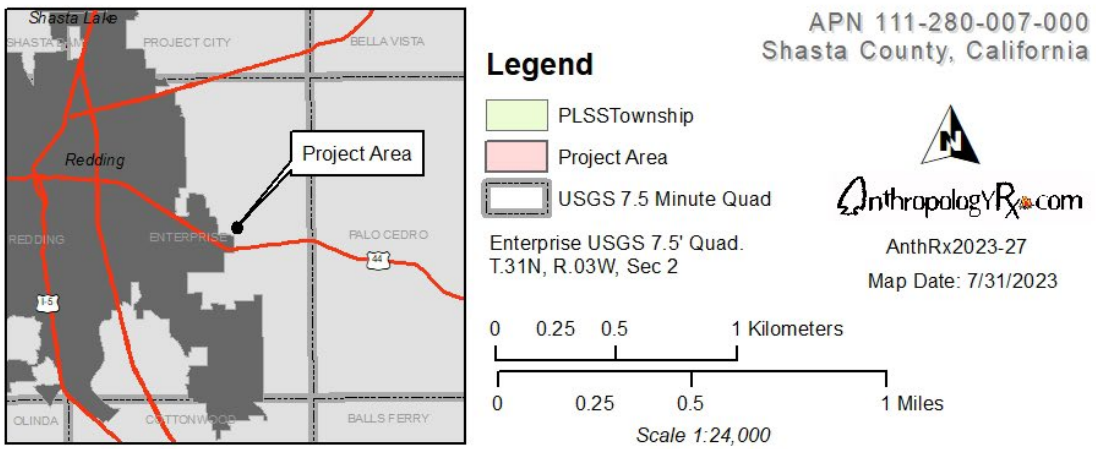 Shasta Lake
SHASTA DAM
PROJECT CITY
BELLA VISTA
Redding
Project Area
REDDING
ENTERPRISE
PALO CEDRO
44
I-5
OLINDA
COTTONWOOD
BALLS FERRY
Legend
PLSSTownship
Project Area
USGS 7.5 Minute Quad
Enterprise USGS 7.5' Quad.
T.31N, R.03W, Sec 2
APN 111-280-007-000
Shasta County, California
N
AnthropologYRx.com
AnthRx2023-27
Map Date: 7/31/2023
0 0.25 0.5 1 Kilometers
0 0.25 0.5 1 Miles
Scale 1:24,000